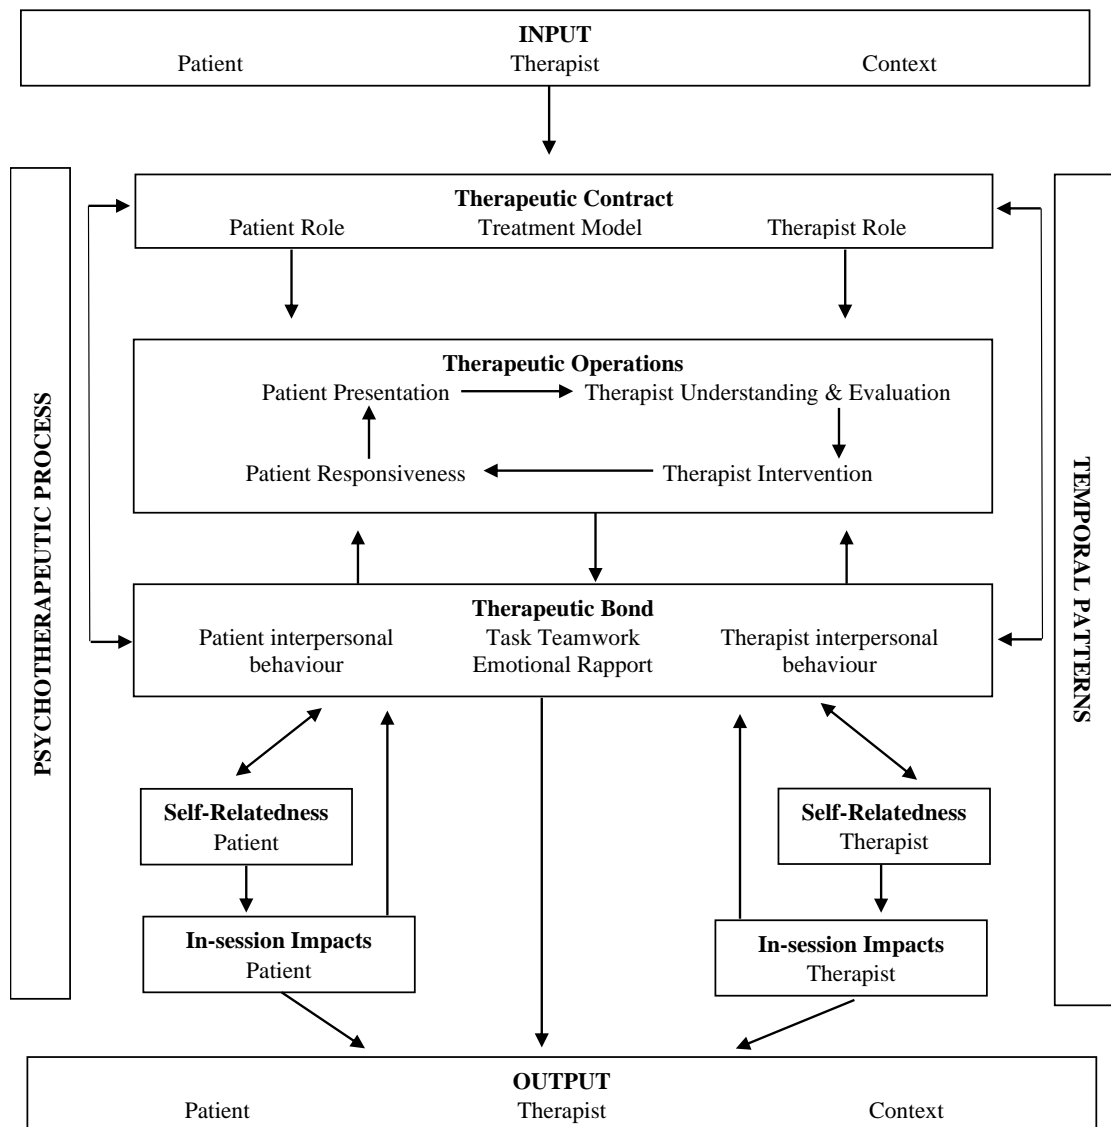 INPUT
Patient Therapist Context
Therapeutic Contract
Patient Role Treatment Model Therapist Role
Therapeutic Operations
Patient Presentation Therapist Understanding & Evaluation
Patient Responsiveness Therapist Intervention
Therapeutic Bond
Patient interpersonal behaviour
Task Teamwork
Emotional Rapport
Therapist interpersonal behaviour
Self-Relatedness
Patient
Self-Relatedness
Therapist
In-session Impacts
Patient
In-session Impacts
Therapist
PSYCHOTHERAPEUTIC PROCESS
TEMPORAL PATTERNS
OUTPUT
Patient Therapist Context